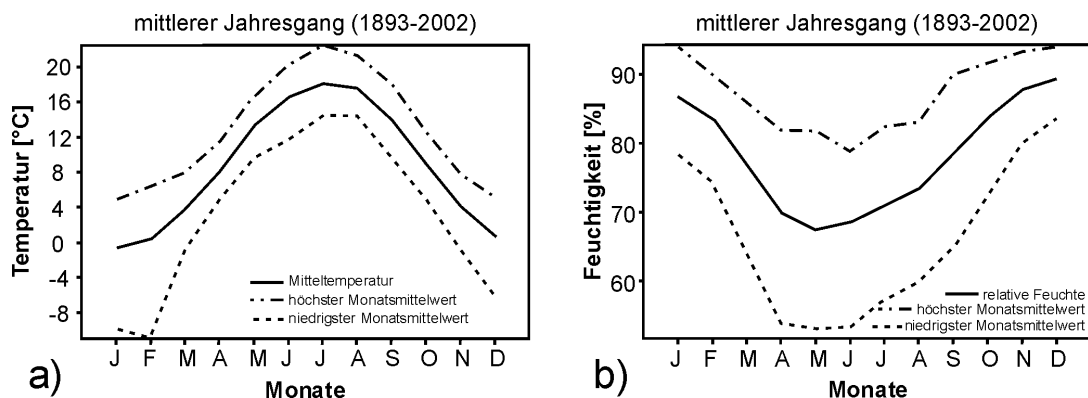 mittlerer Jahresgang (1893-2002)
Temperatur [°C]
20
16
12
8
4
0
-4
-8
Mitteltemperatur
höchster Monatsmittelwert
niedrigster Monatsmittelwert
J F M A M J J A S O N D
a)
Monate
mittlerer Jahresgang (1893-2002)
Feuchtigkeit [%]
90
80
70
60
relative Feuchte
höchster Monatsmittelwert
niedrigster Monatsmittelwert
J F M A M J J A S O N D
b)
Monate